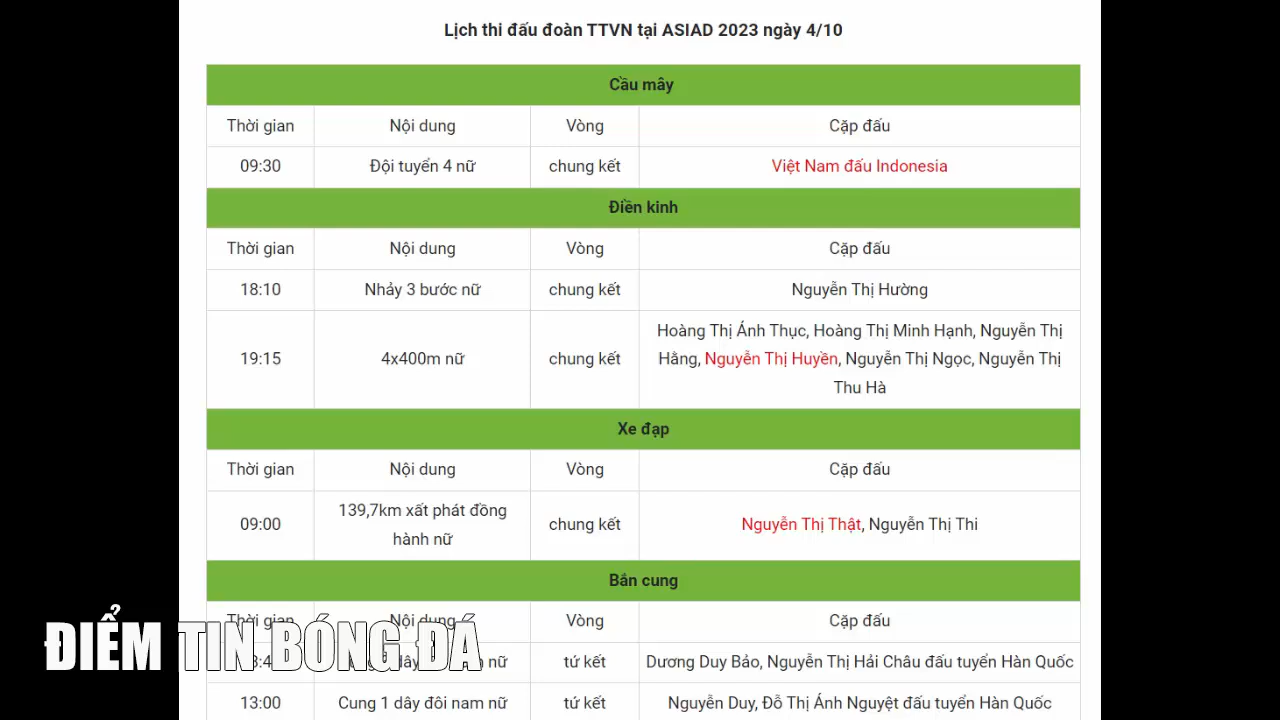 Lịch thi đấu đoàn TTVN tại ASIAD 2023 ngày 4/10
Cầu mây
Thời gian Nội dung Vòng Cặp đấu
09:30 Đội tuyển 4 nữ chung kết Việt Nam đấu Indonesia
Điền kinh
Thời gian Nội dung Vòng Cặp đấu
18:10 Nhảy 3 bước nữ chung kết Nguyễn Thị Hường
Hoàng Thị Ánh Thục, Hoàng Thị Minh Hạnh, Nguyễn Thị
19:15 4x400m nữ chung kết Hằng, Nguyễn Thị Huyền, Nguyễn Thị Ngọc, Nguyễn Thị
Thu Hà
Xe đạp
Thời gian Nội dung Vòng Cặp đấu
139,7km xất phát đồng
09:00 chung kết Nguyễn Thị Thật, Nguyễn Thị Thi
hành nữ
Bắn cung
Thời gian Nội dung Vòng Cặp đấu
ĐIỂM TIN BÓNG ĐÁ
nữ tứ kết Dương Duy Bảo, Nguyễn Thị Hải Châu đấu tuyển Hàn Quốc
13:00 Cung 1 dây đôi nam nữ tứ kết Nguyễn Duy, Đỗ Thị Ánh Nguyệt đấu tuyển Hàn Quốc